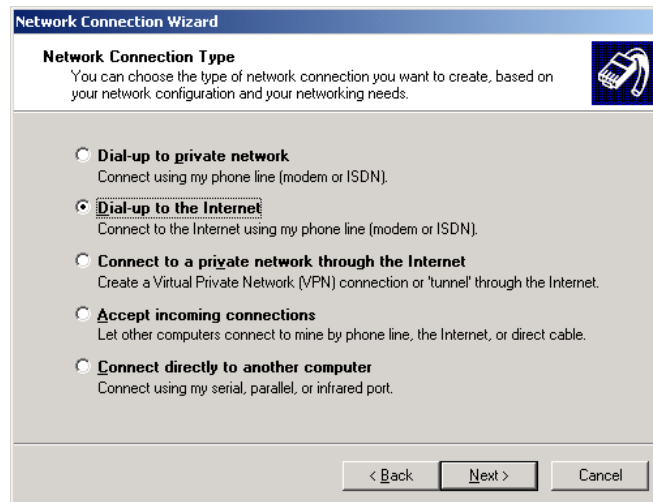 Network Connection Wizard
Network Connection Type
You can choose the type of network connection you want to create, based on
your network configuration and your networking needs.
Dial-up to private network
Connect using my phone line (modem or ISDN).
Dial-up to the Internet
Connect to the Internet using my phone line (modem or ISDN).
Connect to a private network through the Internet
Create a Virtual Private Network (VPN) connection or 'tunnel' through the Internet.
Accept incoming connections
Let other computers connect to mine by phone line, the Internet, or direct cable.
Connect directly to another computer
Connect using my serial, parallel, or infrared port.
< Back Next > Cancel